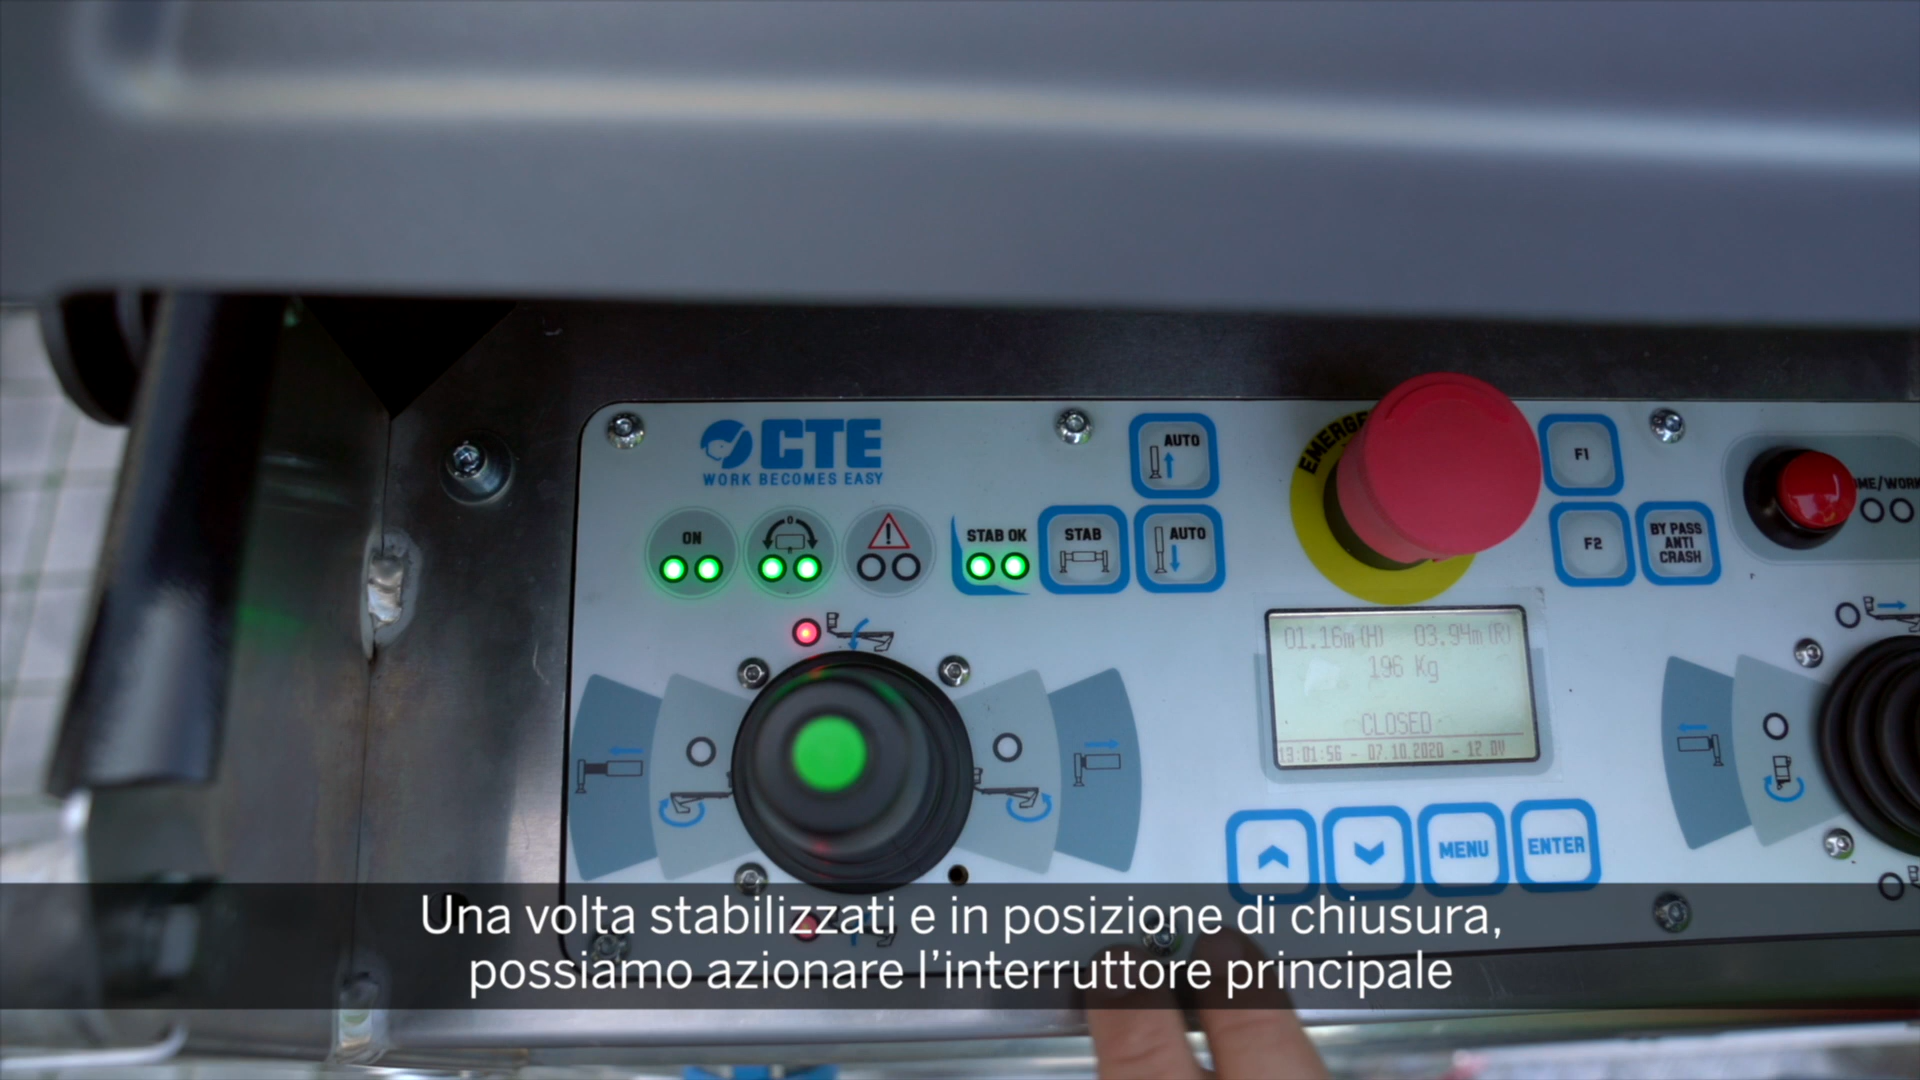 CTE
WORK BECOMES EASY
AUTO
F1
ON
0
!
STAB OK
STAB
AUTO
F2
BY PASS
ANTI
CRASH
01.16m(H) 03.94m(R)
196 Kg
CLOSED
13:01:56 - 07.10.2020 - 12.0V
MENU
ENTER
Una volta stabilizzati e in posizione di chiusura,
possiamo azionare l'interruttore principale